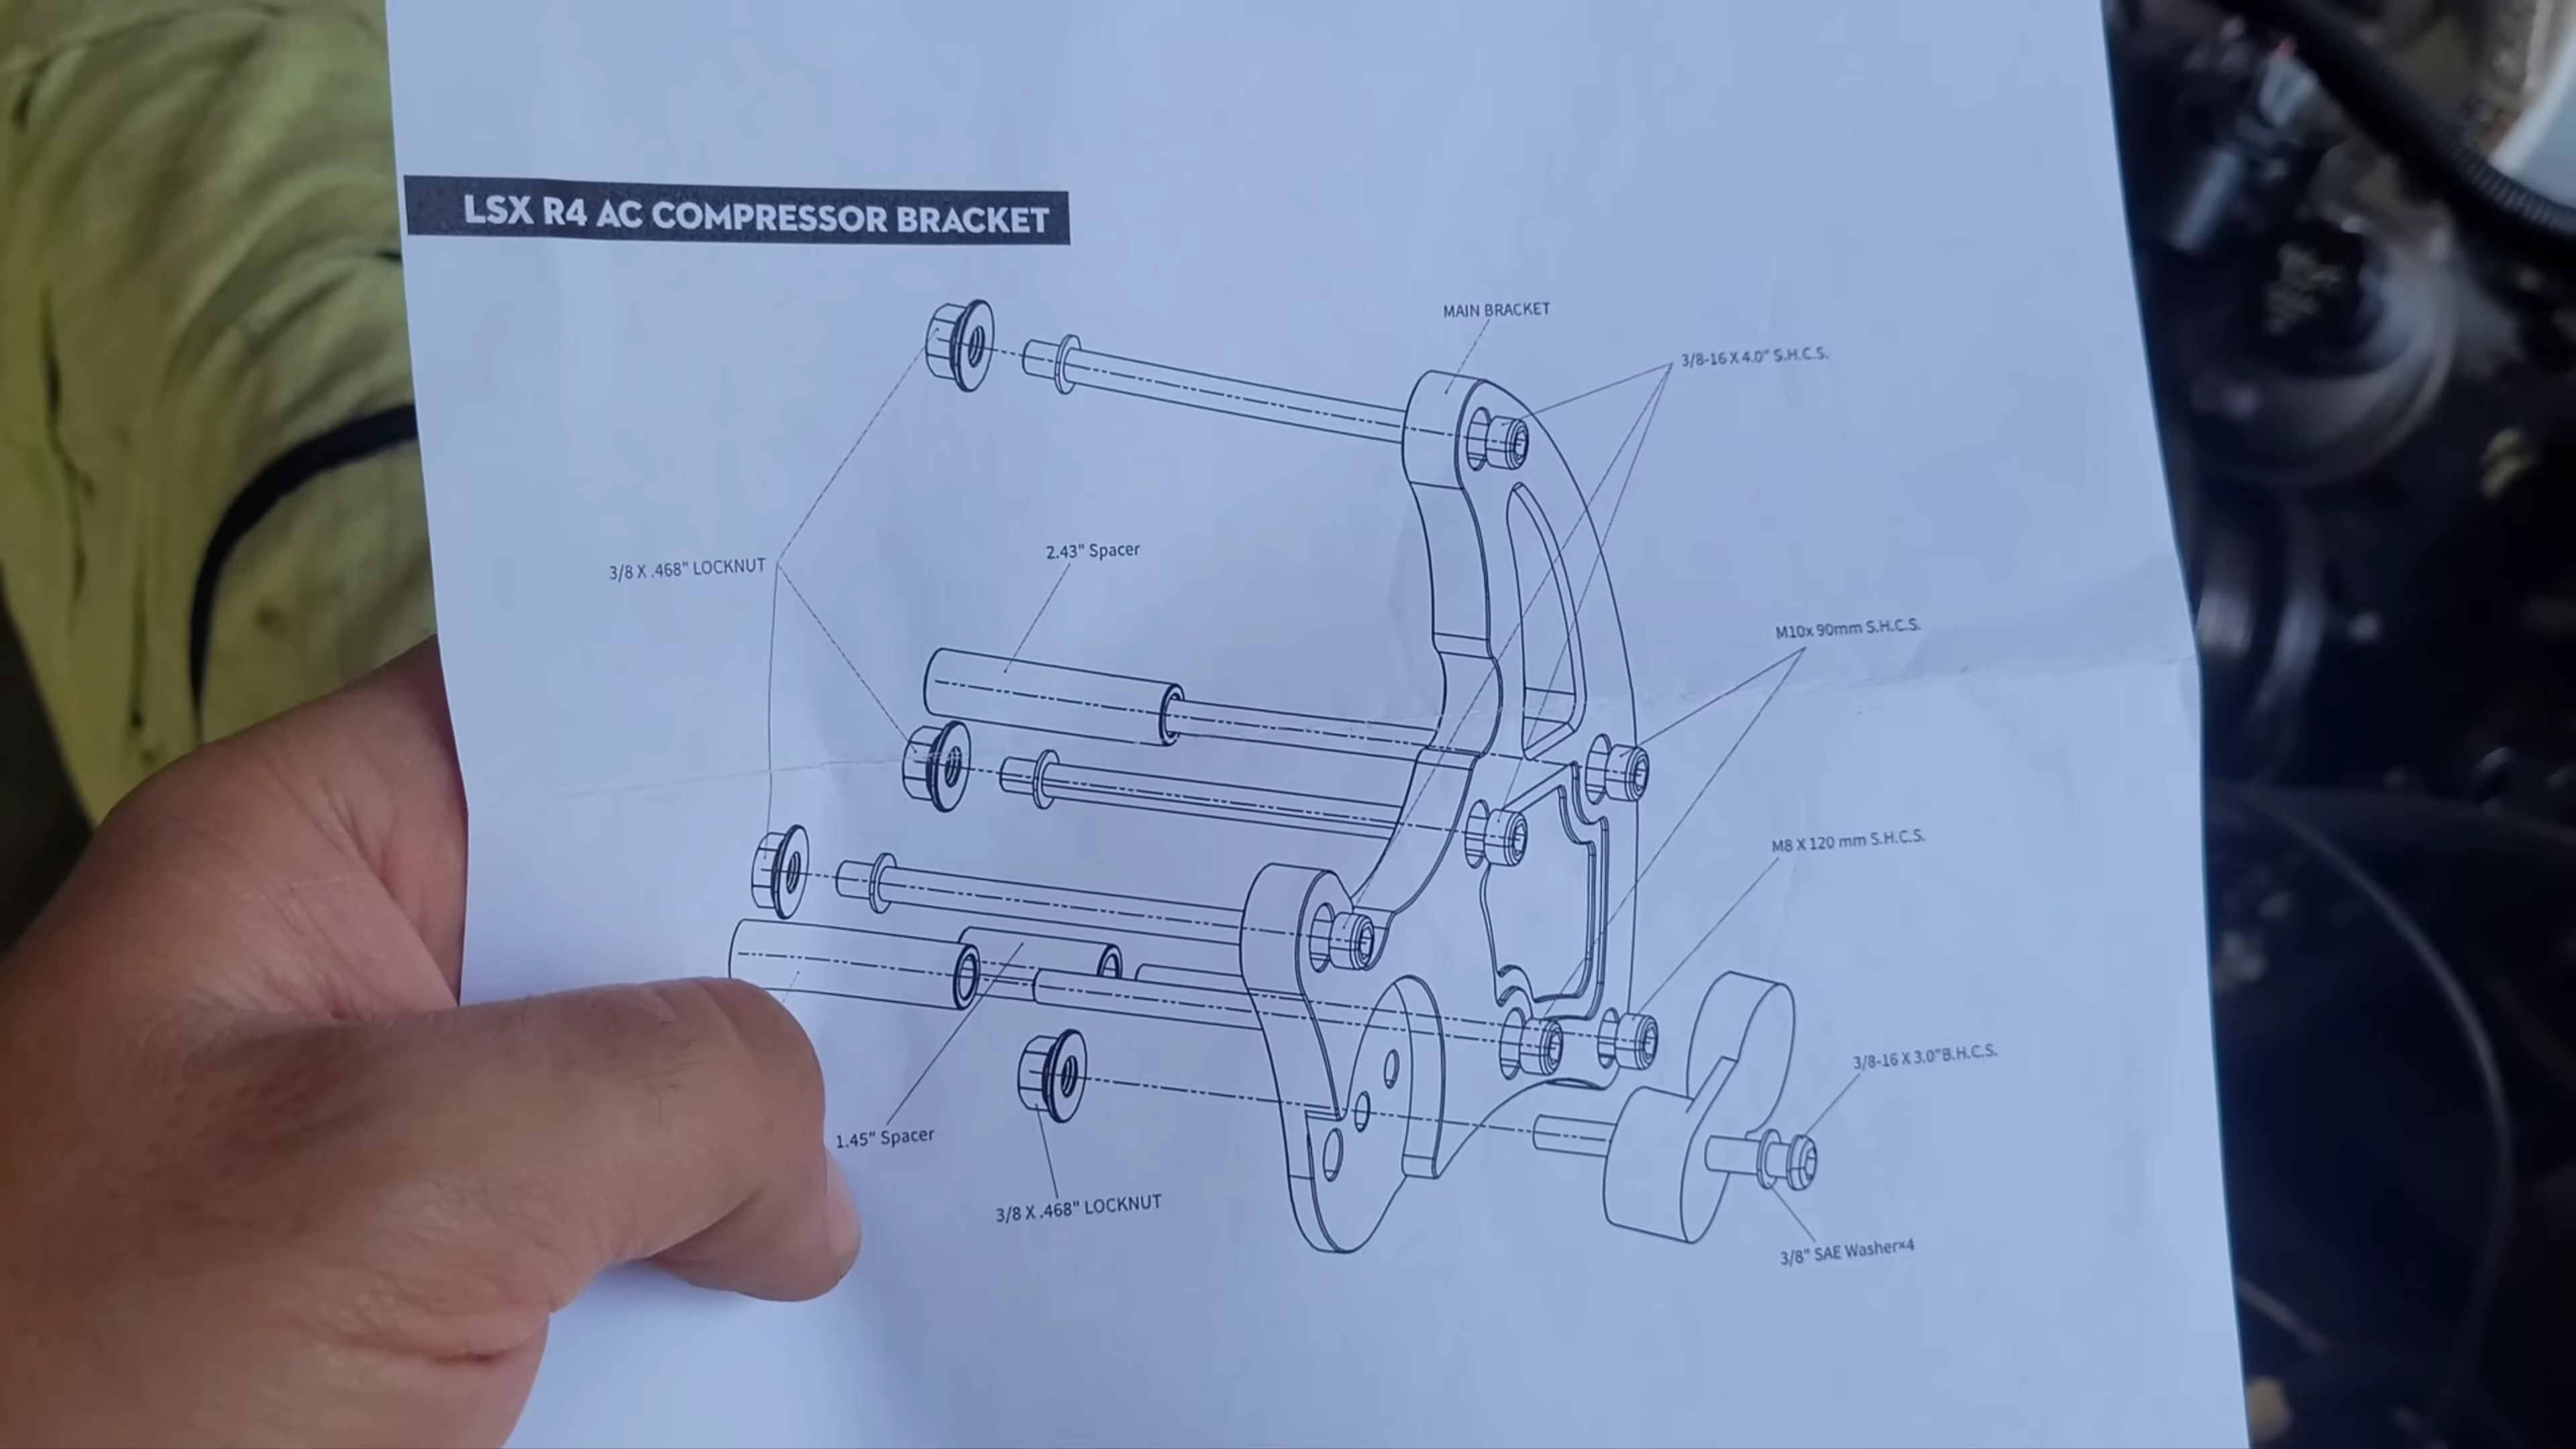 LSX R4 AC COMPRESSOR BRACKET
MAIN BRACKET
3/8-16 X 4.0" S.H.C.S.
2.43" Spacer
3/8 X .468" LOCKNUT
M10x 90mm S.H.C.S.
M8 X 120 mm S.H.C.S.
3/8-16 X 3.0"B.H.C.S.
1.45" Spacer
3/8 X .468" LOCKNUT
3/8" SAE Washer×4